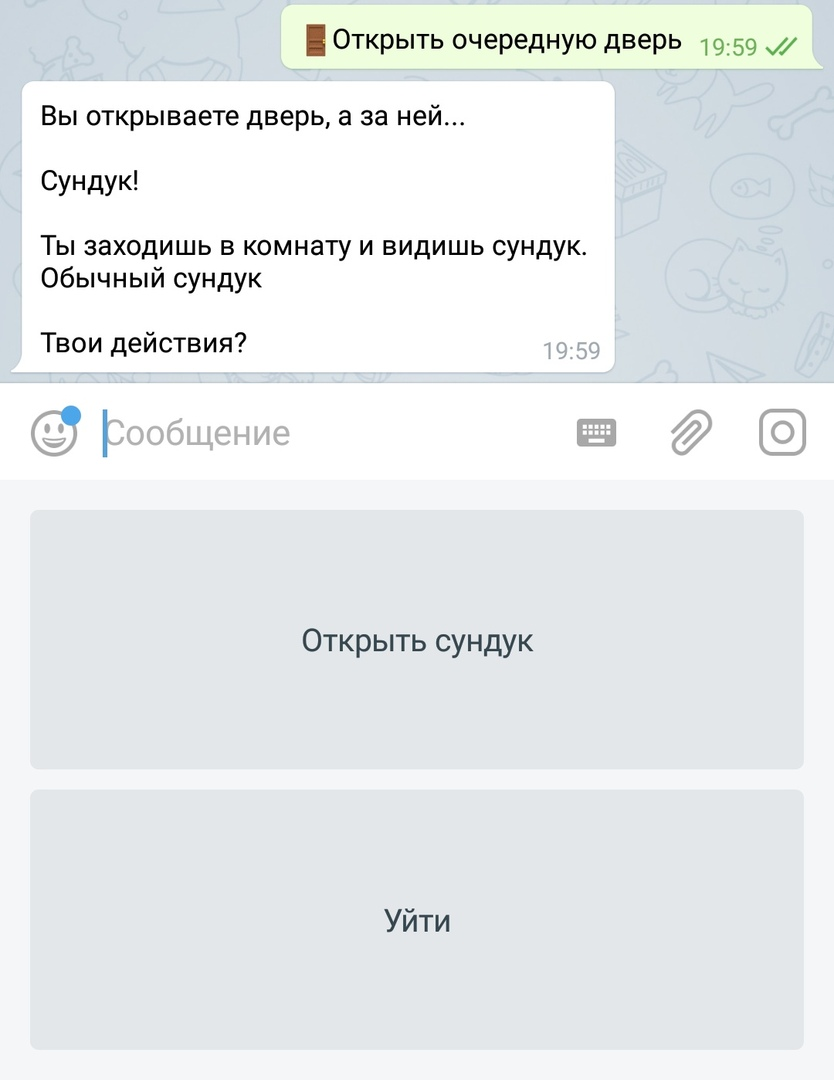 🚪Открыть очередную дверь 19:59
Вы открываете дверь, а за ней...
Сундук!
Ты заходишь в комнату и видишь сундук.
Обычный сундук
Твои действия? 19:59
Сообщение
Открыть сундук
Уйти